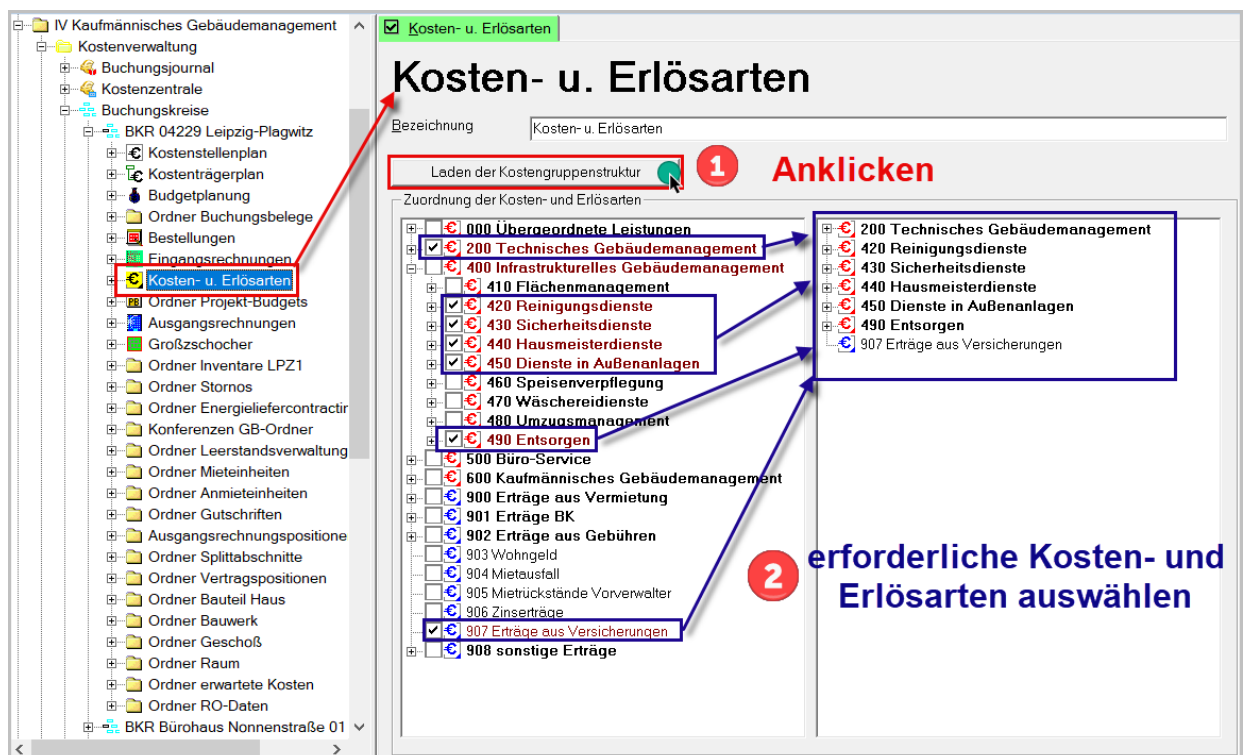 IV Kaufmännisches Gebäudemanagement
Kostenverwaltung
Buchungsjournal
Kostenzentrale
Buchungskreise
BKR 04229 Leipzig-Plagwitz
Kostenstellenplan
Kostenträgerplan
Budgetplanung
Ordner Buchungsbelege
Bestellungen
Eingangsrechnungen
Kosten- u. Erlösarten
Ordner Projekt-Budgets
Ausgangsrechnungen
Großzschocher
Ordner Inventare LPZ1
Ordner Stornos
Ordner Energieliefercontractir
Konferenzen GB-Ordner
Ordner Leerstandsverwaltung
Ordner Mieteinheiten
Ordner Anmieteinheiten
Ordner Gutschriften
Ausgangsrechnungspositione
Ordner Splittabschnitte
Ordner Vertragspositionen
Ordner Bauteil Haus
Ordner Bauwerk
Ordner Geschoß
Ordner Raum
Ordner erwartete Kosten
Ordner RO-Daten
BKR Bürohaus Nonnenstraße 01
Kosten- u. Erlösarten
Kosten- u. Erlösarten
Bezeichnung Kosten- u. Erlösarten
Laden der Kostengruppenstruktur
1 Anklicken
Zuordnung der Kosten- und Erlösarten
000 Übergeordnete Leistungen
200 Technisches Gebäudemanagement
400 Infrastrukturelles Gebäudemanagement
410 Flächenmanagement
420 Reinigungsdienste
430 Sicherheitsdienste
440 Hausmeisterdienste
450 Dienste in Außenanlagen
460 Speisenverpflegung
470 Wäschereidienste
480 Umzugsmanagement
490 Entsorgen
500 Büro-Service
600 Kaufmännisches Gebäudemanagement
900 Erträge aus Vermietung
901 Erträge BK
902 Erträge aus Gebühren
903 Wohngeld
904 Mietausfall
905 Mietrückstände Vorverwalter
906 Zinserträge
907 Erträge aus Versicherungen
908 sonstige Erträge
200 Technisches Gebäudemanagement
420 Reinigungsdienste
430 Sicherheitsdienste
440 Hausmeisterdienste
450 Dienste in Außenanlagen
490 Entsorgen
907 Erträge aus Versicherungen
2 erforderliche Kosten- und
Erlösarten auswählen